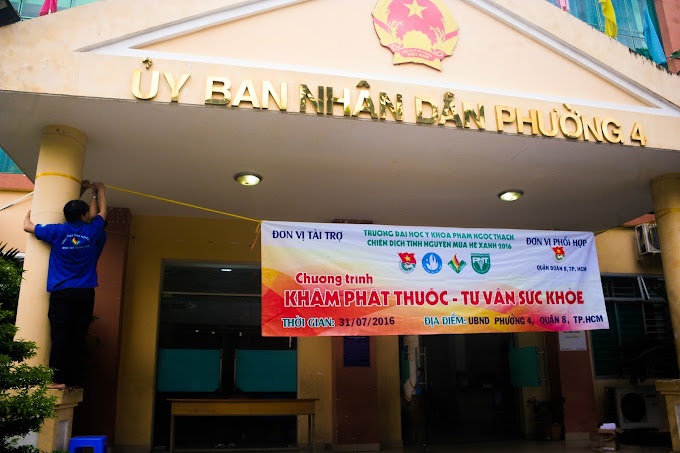 ỦY BAN NHÂN DÂN PHƯỜNG 4
ĐƠN VỊ TÀI TRỢ
TRƯỜNG ĐẠI HỌC Y KHOA PHẠM NGỌC THẠCH
CHIẾN DỊCH TÌNH NGUYỆN MÙA HÈ XANH 2016
ĐƠN VỊ PHỐI HỢP
PNT
QUẬN ĐOÀN 8, TP. HCM
Chương trình
KHÁM PHÁT THUỐC - TƯ VẤN SỨC KHỎE
THỜI GIAN: 31/07/2016 ĐỊA ĐIỂM: UBND PHƯỜNG 4, QUẬN 8, TP.HCM